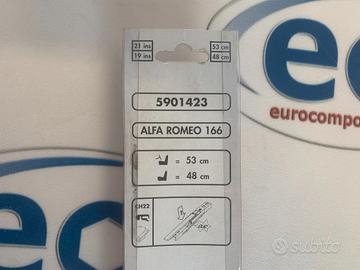 21 ins
19 ins
53 cm
48 cm
5901423
ALFA ROMEO 166
= 53 cm
= 48 cm
CH22
ec
eurocompo
subito